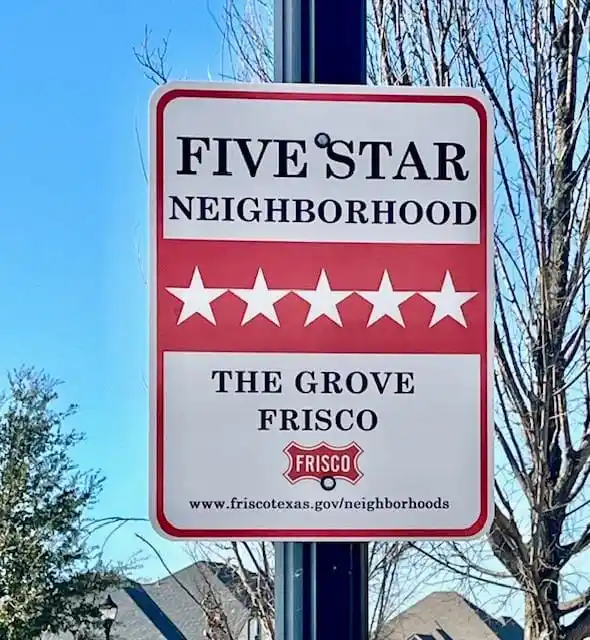 FIVE STAR
NEIGHBORHOOD
THE GROVE
FRISCO
FRISCO
www.friscotexas.gov/neighborhoods